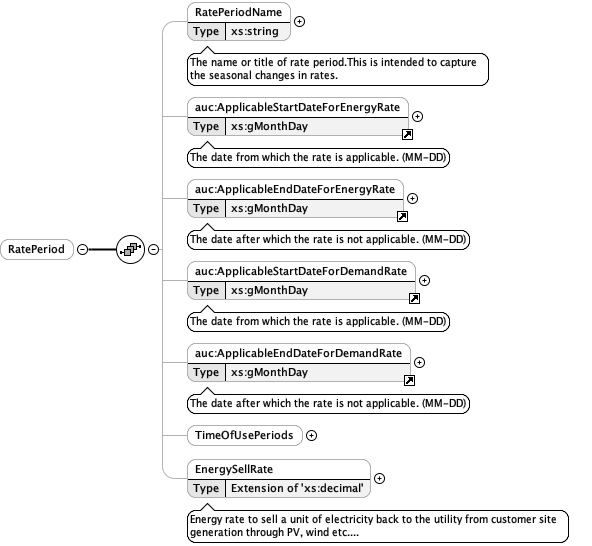 RatePeriodName
Type xs:string
The name or title of rate period.This is intended to capture
the seasonal changes in rates.
auc:ApplicableStartDateForEnergyRate
Type xs:gMonthDay
The date from which the rate is applicable. (MM-DD)
auc:ApplicableEndDateForEnergyRate
Type xs:gMonthDay
The date after which the rate is not applicable. (MM-DD)
RatePeriod
auc:ApplicableStartDateForDemandRate
Type xs:gMonthDay
The date from which the rate is applicable. (MM-DD)
auc:ApplicableEndDateForDemandRate
Type xs:gMonthDay
The date after which the rate is not applicable. (MM-DD)
TimeOfUsePeriods
EnergySellRate
Type Extension of 'xs:decimal'
Energy rate to sell a unit of electricity back to the utility from customer site
generation through PV, wind etc....